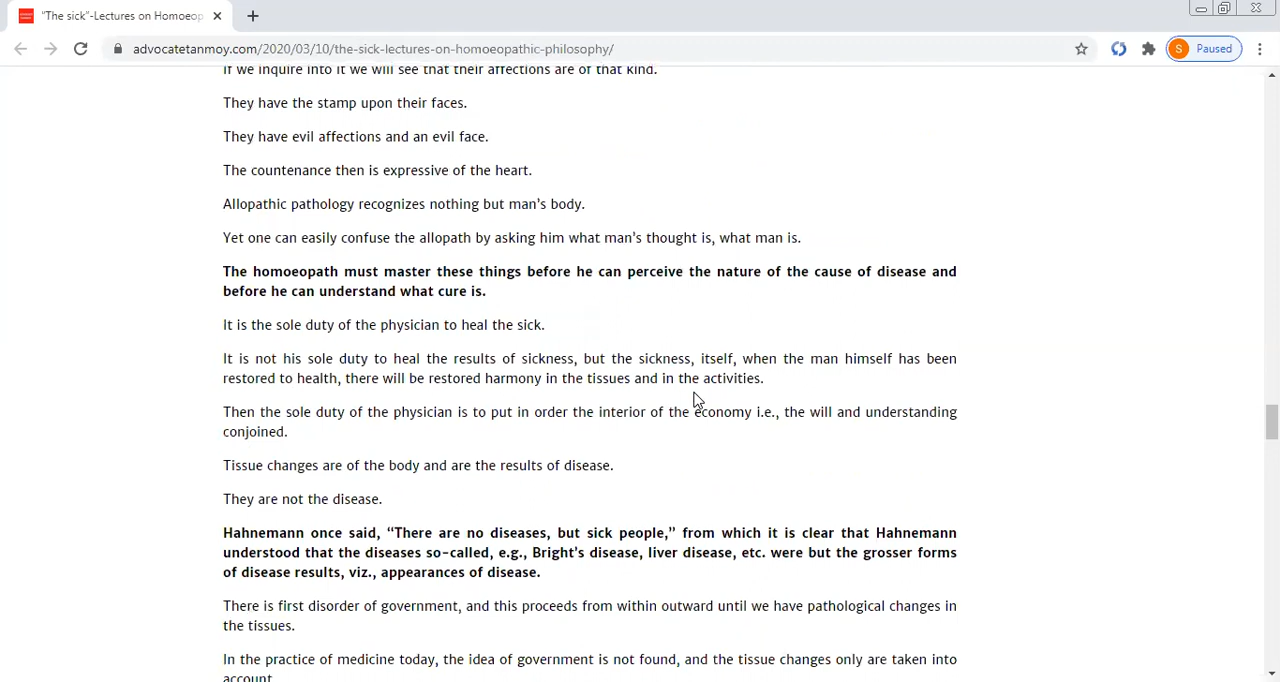 "The sick"-Lectures on Homoeop
advocatetanmoy.com/2020/03/10/the-sick-lectures-on-homoeopathic-philosophy/
S Paused
If we inquire into it we will see that their affections are of that kind.
They have the stamp upon their faces.
They have evil affections and an evil face.
The countenance then is expressive of the heart.
Allopathic pathology recognizes nothing but man's body.
Yet one can easily confuse the allopath by asking him what man's thought is, what man is.
The homoeopath must master these things before he can perceive the nature of the cause of disease and
before he can understand what cure is.
It is the sole duty of the physician to heal the sick.
It is not his sole duty to heal the results of sickness, but the sickness, itself, when the man himself has been
restored to health, there will be restored harmony in the tissues and in the activities.
Then the sole duty of the physician is to put in order the interior of the economy i.e., the will and understanding
conjoined.
Tissue changes are of the body and are the results of disease.
They are not the disease.
Hahnemann once said, “There are no diseases, but sick people,” from which it is clear that Hahnemann
understood that the diseases so-called, e.g., Bright's disease, liver disease, etc. were but the grosser forms
of disease results, viz., appearances of disease.
There is first disorder of government, and this proceeds from within outward until we have pathological changes in
the tissues.
In the practice of medicine today, the idea of government is not found, and the tissue changes only are taken into
account.